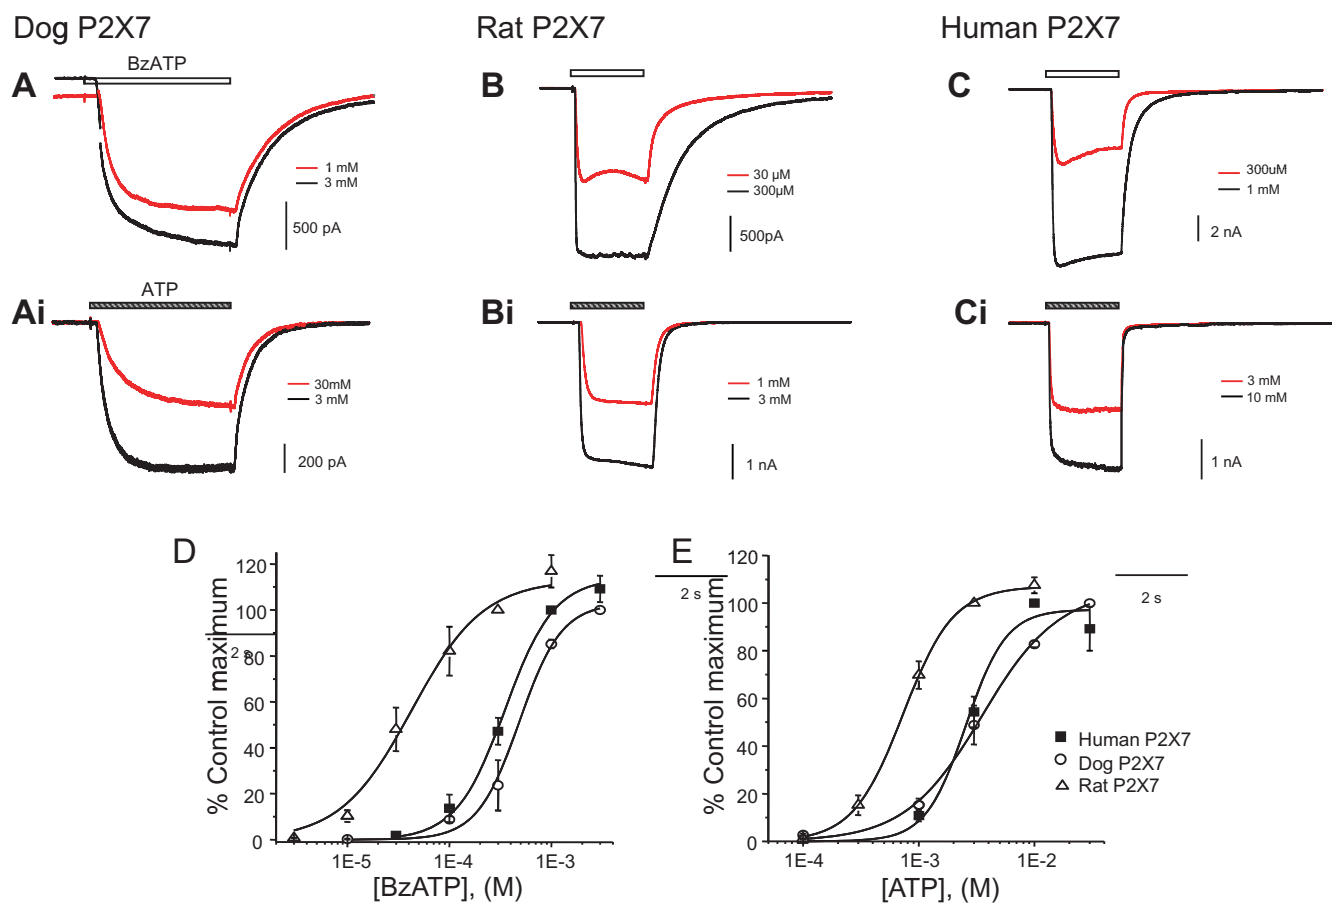 Dog P2X7
Rat P2X7
Human P2X7
A
BzATP
1 mM
3 mM
500 pA
B
30 µM
300µM
500pA
C
300uM
1 mM
2 nA
Ai
ATP
30mM
3 mM
200 pA
Bi
1 mM
3 mM
1 nA
Ci
3 mM
10 mM
1 nA
D
% Control maximum
120
100
80
60
40
20
0
2 s
1E-5
1E-4
1E-3
[BzATP], (M)
2 s
E
% Control maximum
120
100
80
60
40
20
0
1E-4
1E-3
1E-2
[ATP], (M)
Human P2X7
Dog P2X7
Rat P2X7
2 s